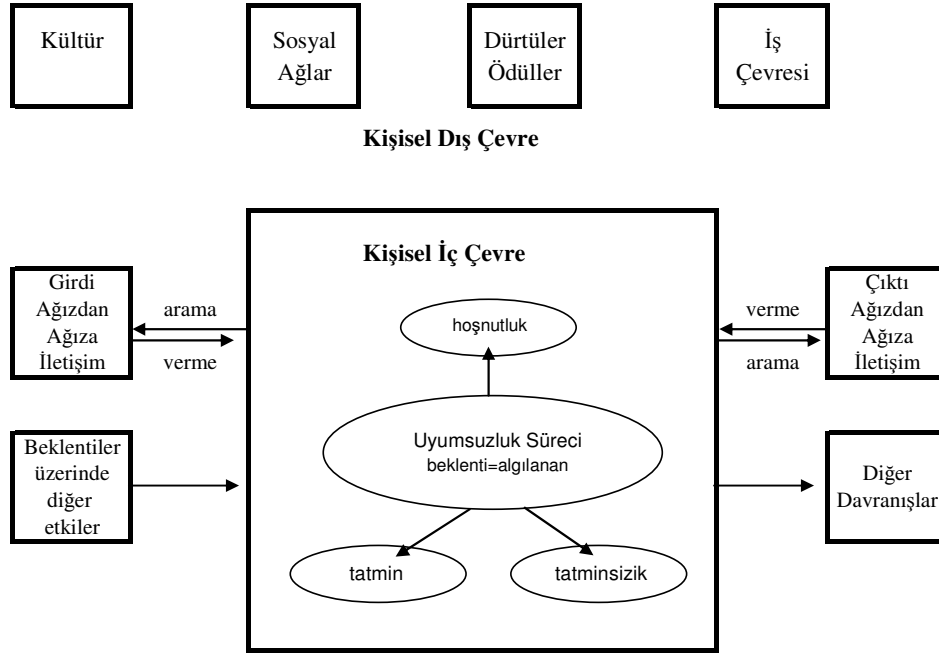 Kültür
Sosyal
Ağlar
Dürtüler
Ödüller
İş
Çevresi
Kişisel Dış Çevre
Kişisel İç Çevre
Girdi
Ağızdan
Ağıza
İletişim
arama
verme
hoşnutluk
verme
arama
Çıktı
Ağızdan
Ağıza
İletişim
Beklentiler
üzerinde
diğer
etkiler
Uyumsuzluk Süreci
beklenti=algılanan
Diğer
Davranışlar
tatmin
tatminsizik